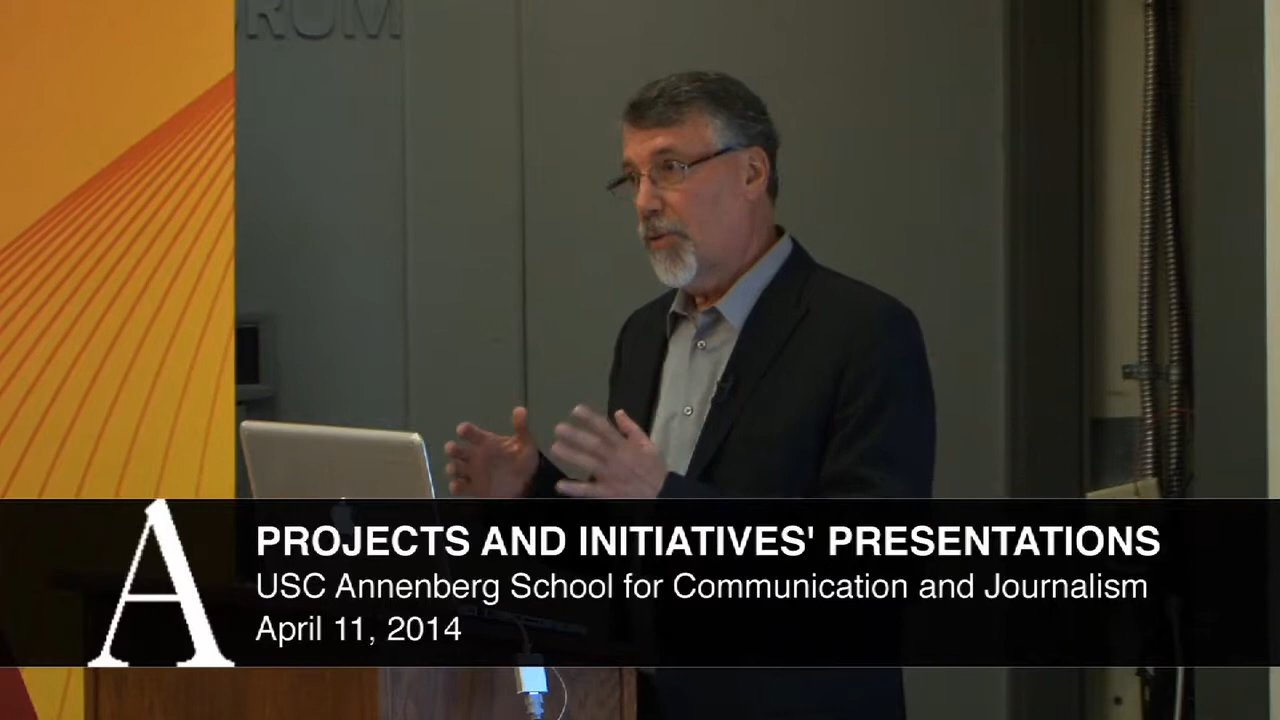 RUM
PROJECTS AND INITIATIVES' PRESENTATIONS
USC Annenberg School for Communication and Journalism
April 11, 2014
A